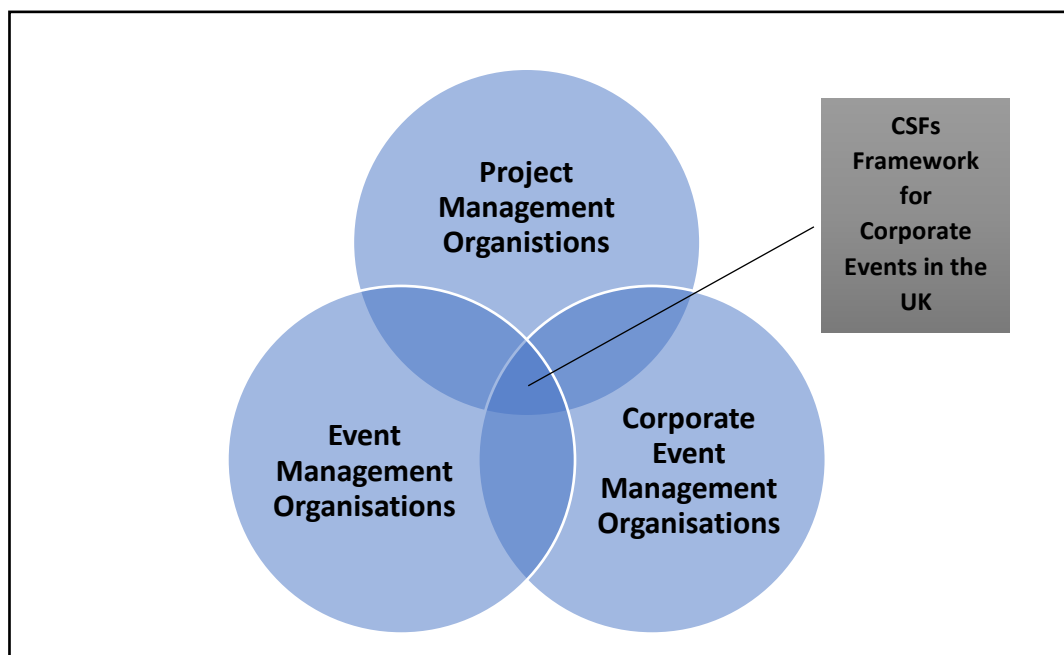 Project
Management
Organistions
CSFs
Framework
for
Corporate
Events in the
UK
Event
Management
Organisations
Corporate
Event
Management
Organisations